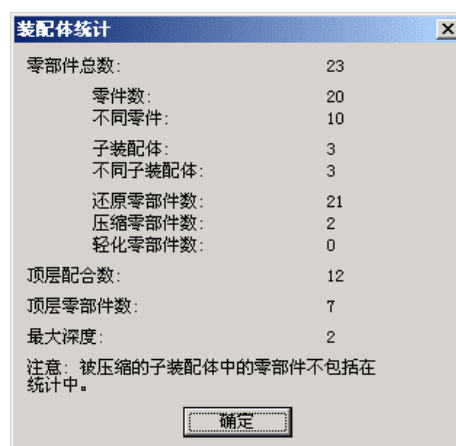 装配体统计
零部件总数: 23
零件数: 20
不同零件: 10
子装配体: 3
不同子装配体: 3
还原零部件数: 21
压缩零部件数: 2
轻化零部件数: 0
顶层配合数: 12
顶层零部件数: 7
最大深度: 2
注意: 被压缩的子装配体中的零部件不包括在
统计中。
确定